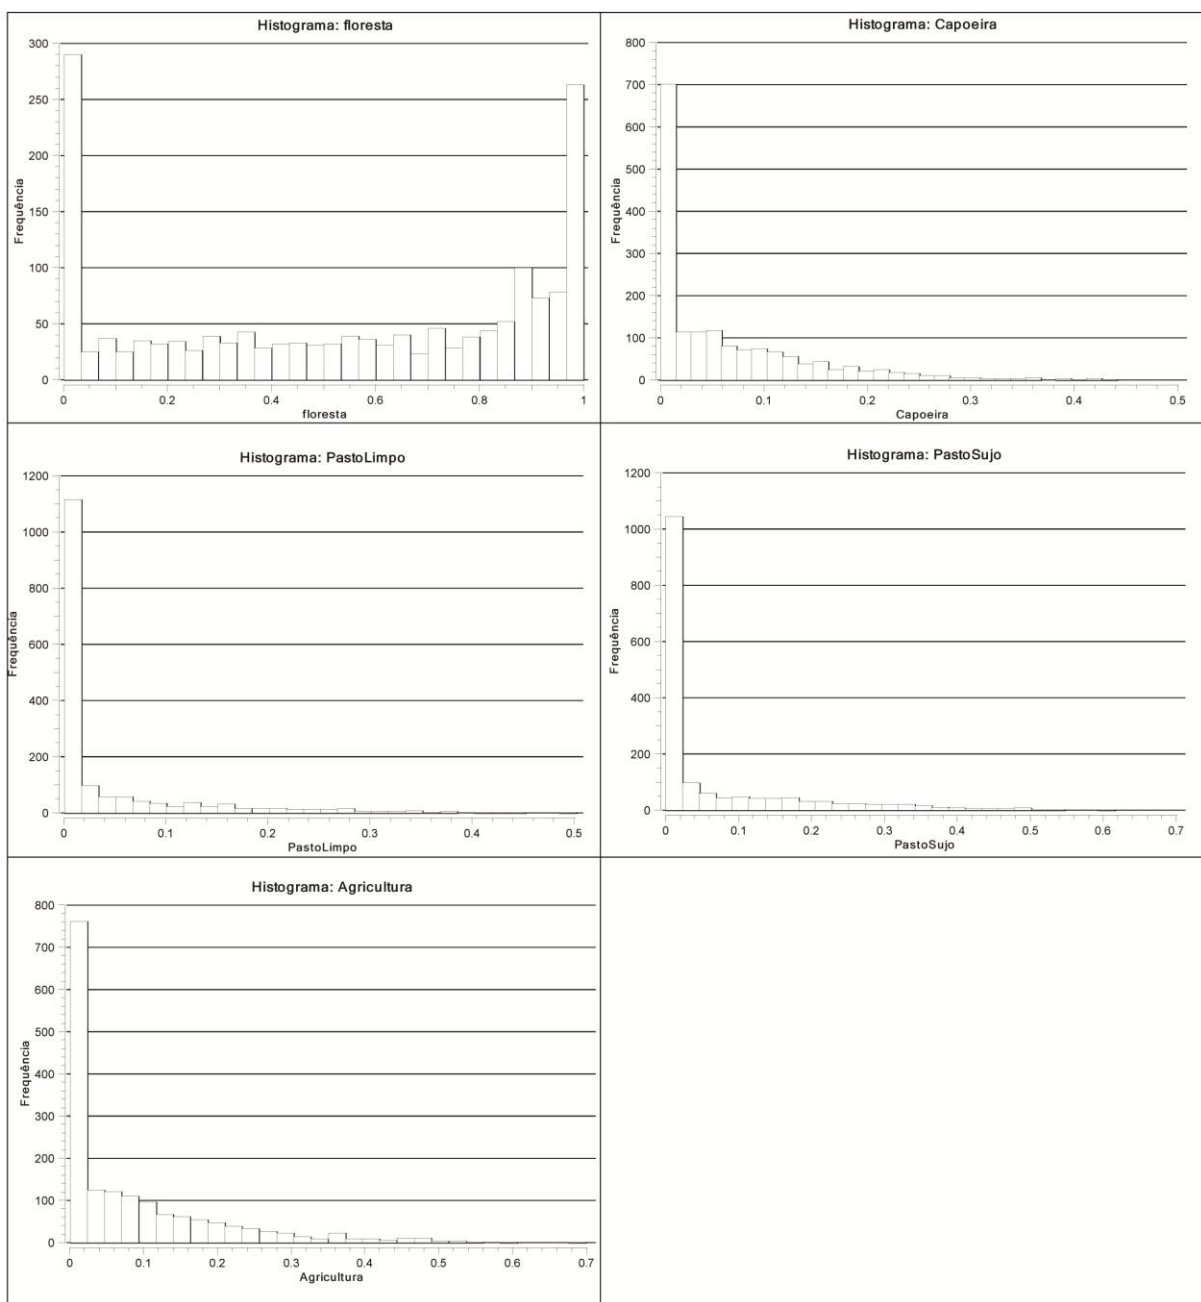 Histograma: floresta
300
250
200
150
100
50
0
Frequência
0 0.2 0.4 0.6 0.8 1
floresta
Histograma: Capoeira
800
700
600
500
400
300
200
100
0
Frequência
0 0.1 0.2 0.3 0.4 0.5
Capoeira
Histograma: PastoLimpo
1200
1000
800
600
400
200
0
Frequência
0 0.1 0.2 0.3 0.4 0.5
PastoLimpo
Histograma: PastoSujo
1200
1000
800
600
400
200
0
Frequência
0 0.1 0.2 0.3 0.4 0.5 0.6 0.7
PastoSujo
Histograma: Agricultura
800
700
600
500
400
300
200
100
0
Frequência
0 0.1 0.2 0.3 0.4 0.5 0.6 0.7
Agricultura